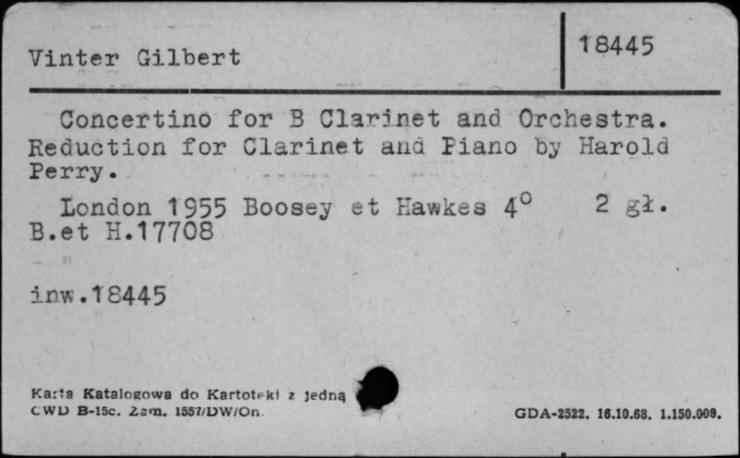 Vinter Gilbert
18445
Concertino for B Clarinet and Orchestra.
Reduction for Clarinet and Piano by Harold
Perry.
London 1955 Boosey et Hawkes 4° 2 gł.
B.et H.17708
inw.18445
Karta Katalogowa do Kartoteki z jedną
CWD B-15c. Zam. 1557/DW/On.
GDA-2522. 16.10.68. 1.150.000.